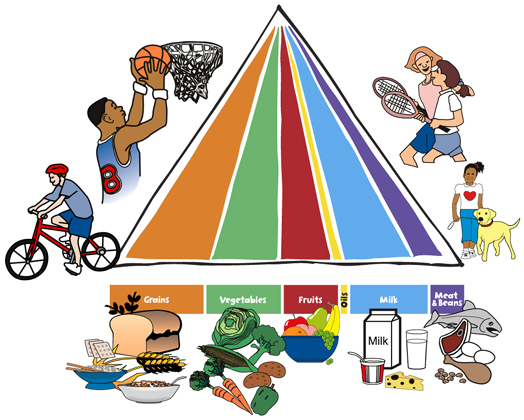 8
Grains
Vegetables
Fruits
Oils
Milk
Meat
& Beans
Milk